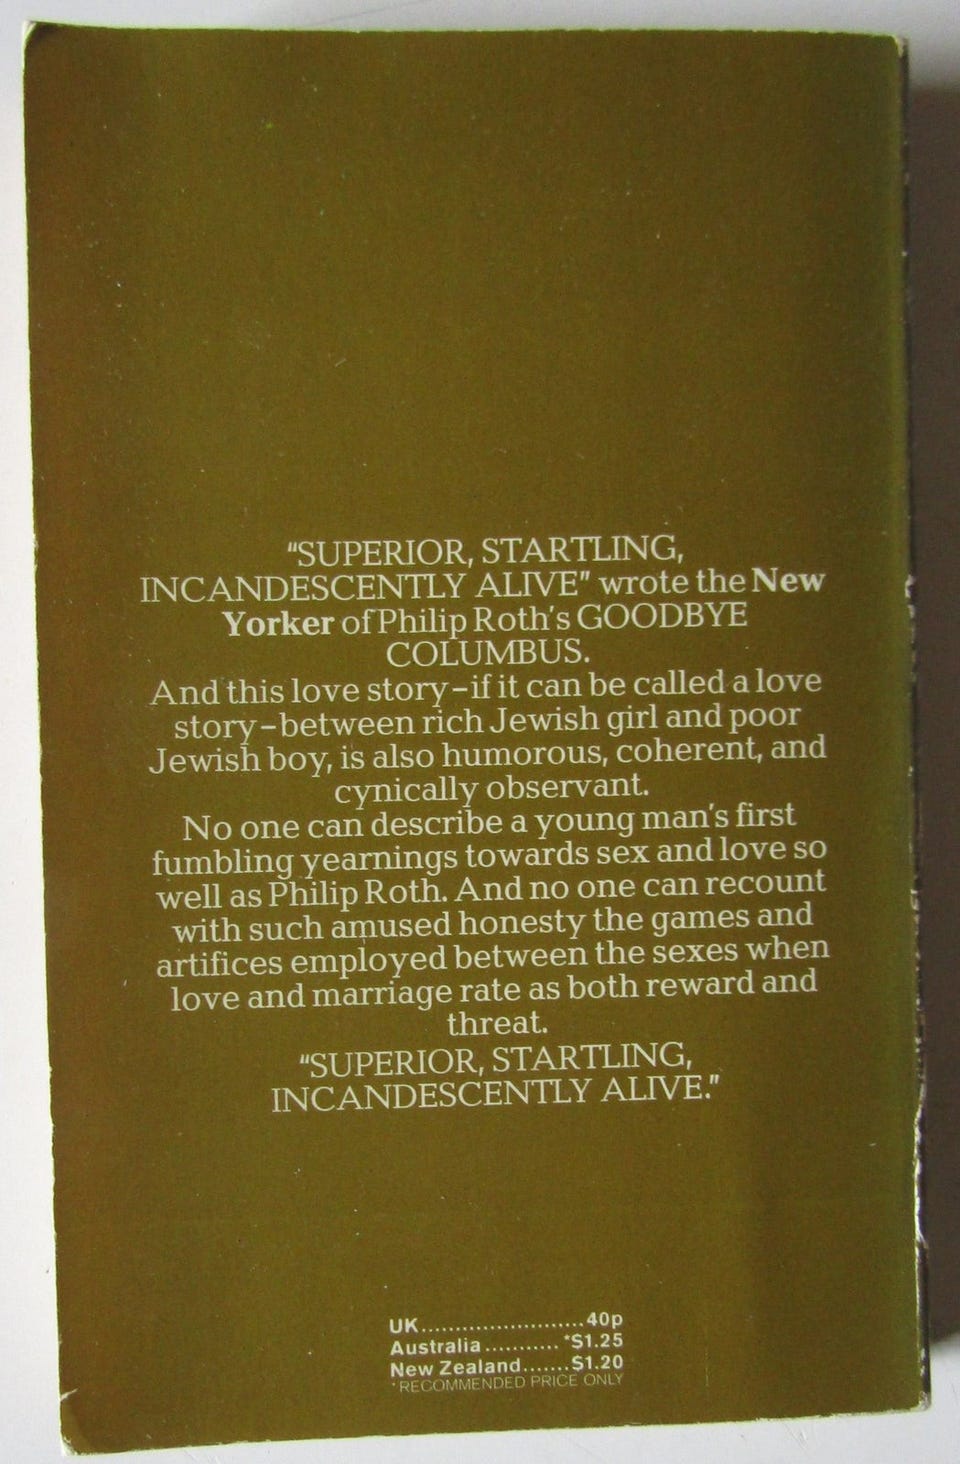 “SUPERIOR, STARTLING,
INCANDESCENTLY ALIVE” wrote the New
Yorker of Philip Roth’s GOODBYE
COLUMBUS.
And this love story–if it can be called a love
story–between rich Jewish girl and poor
Jewish boy, is also humorous, coherent, and
cynically observant.
No one can describe a young man’s first
fumbling yearnings towards sex and love so
well as Philip Roth. And no one can recount
with such amused honesty the games and
artifices employed between the sexes when
love and marriage rate as both reward and
threat.
“SUPERIOR, STARTLING,
INCANDESCENTLY ALIVE.”
UK........................40p
Australia ...........*$1.25
New Zealand.......$1.20
*RECOMMENDED PRICE ONLY